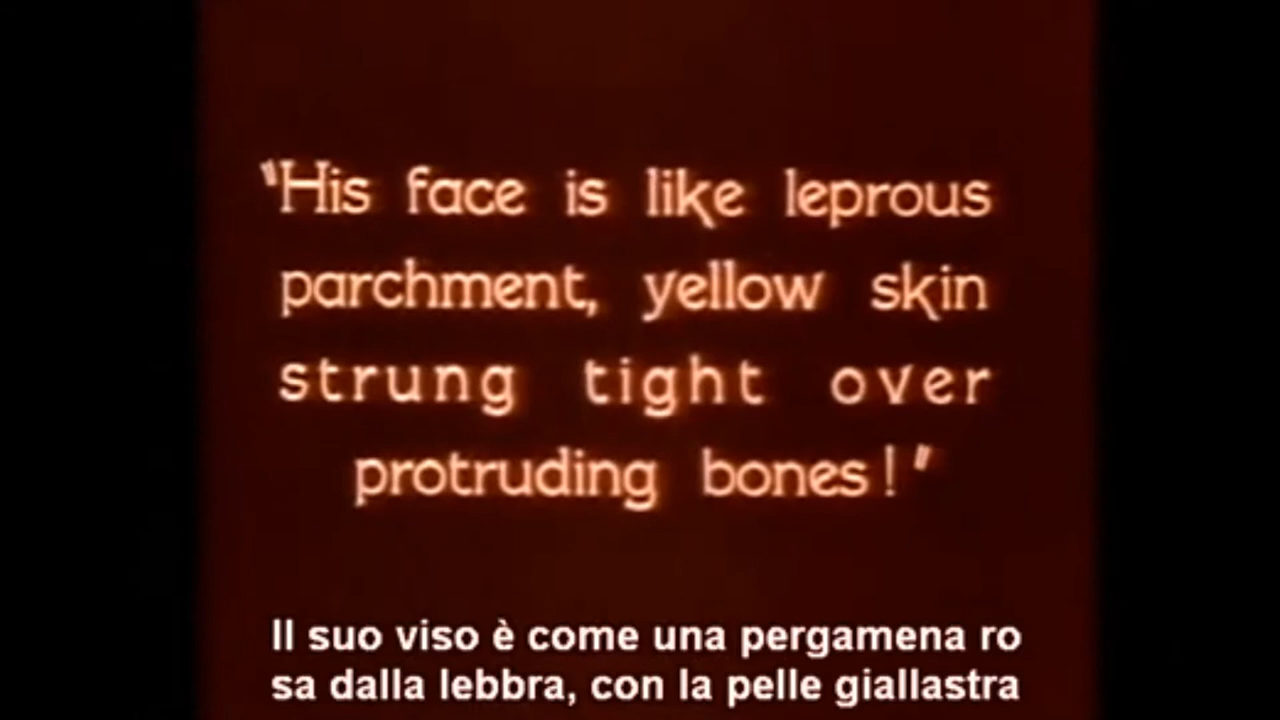 "His face is like leprous
parchment, yellow skin
strung tight over
protruding bones!"
Il suo viso è come una pergamena ro
sa dalla lebbra, con la pelle giallastra